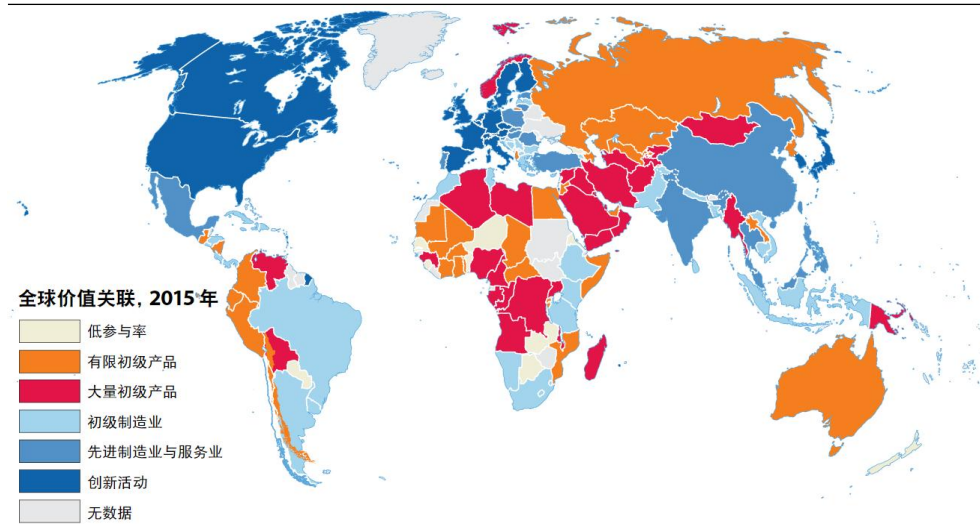 全球价值关联，2015年
低参与率
有限初级产品
大量初级产品
初级制造业
先进制造业与服务业
创新活动
无数据